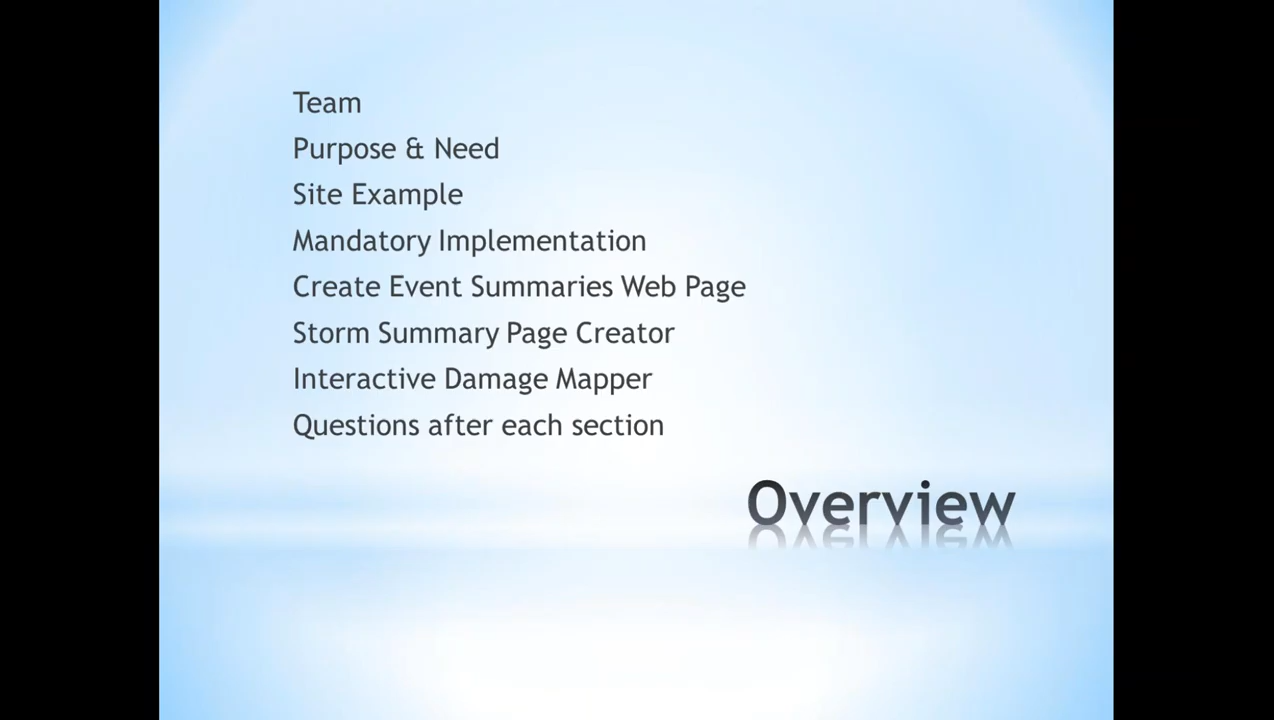 Team
Purpose & Need
Site Example
Mandatory Implementation
Create Event Summaries Web Page
Storm Summary Page Creator
Interactive Damage Mapper
Questions after each section
Overview